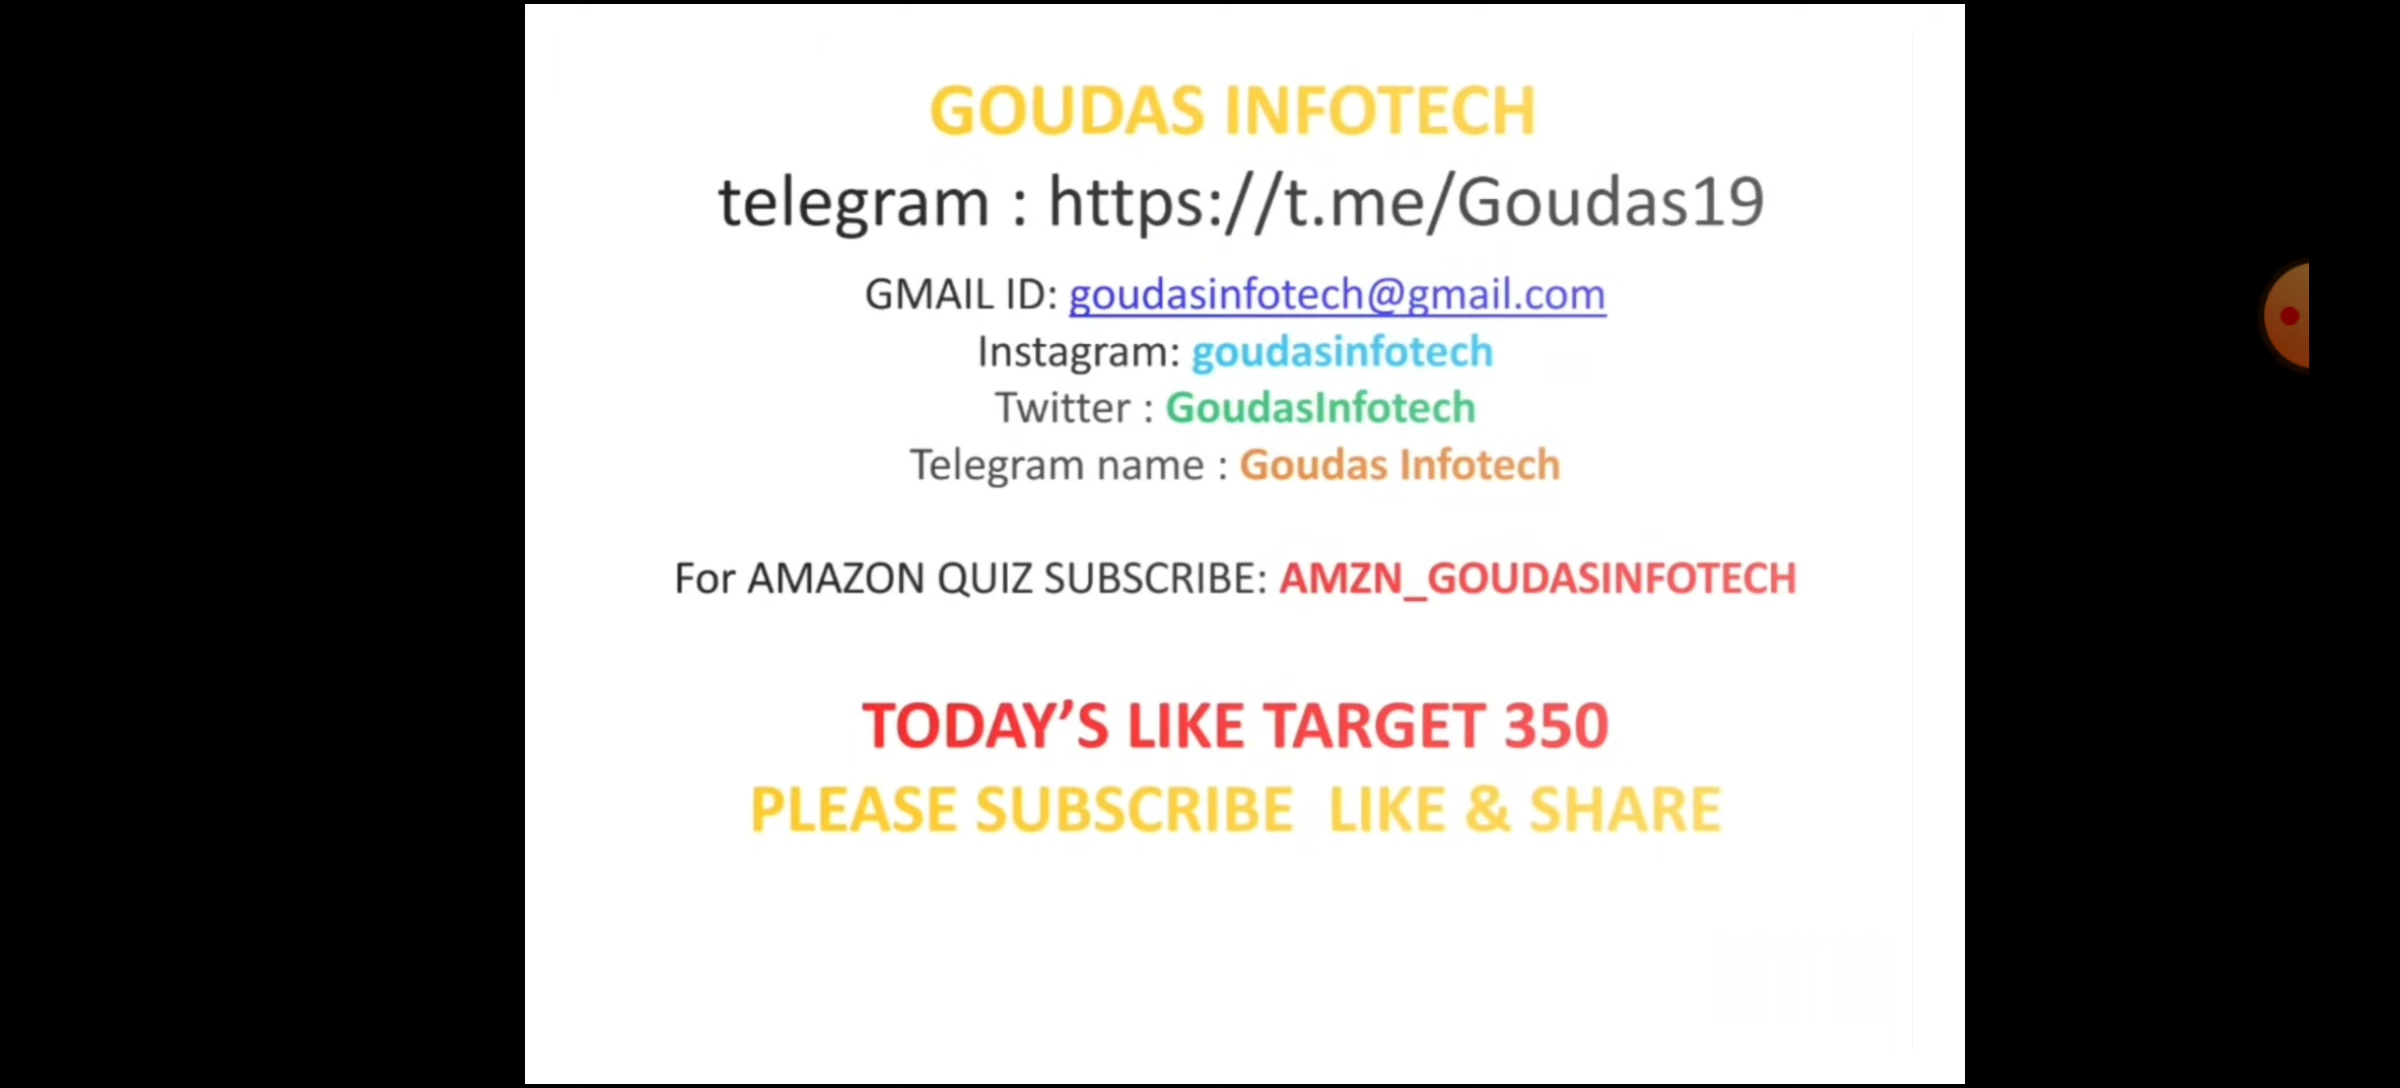 GOUDAS INFOTECH
telegram : https://t.me/Goudas19
GMAIL ID: goudasinfotech@gmail.com
Instagram: goudasinfotech
Twitter : GoudasInfotech
Telegram name : Goudas Infotech
For AMAZON QUIZ SUBSCRIBE: AMZN_GOUDASINFOTECH
TODAY’S LIKE TARGET 350
PLEASE SUBSCRIBE  LIKE & SHARE